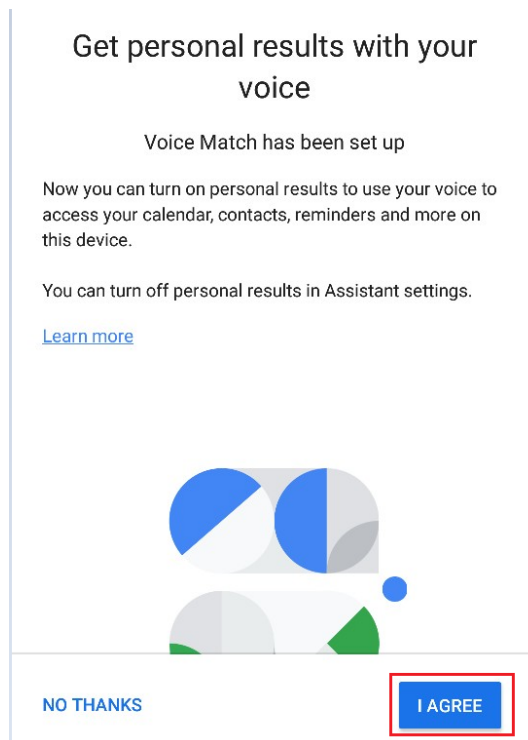 Get personal results with your
voice
Voice Match has been set up
Now you can turn on personal results to use your voice to
access your calendar, contacts, reminders and more on
this device.
You can turn off personal results in Assistant settings.
Learn more
NO THANKS
I AGREE